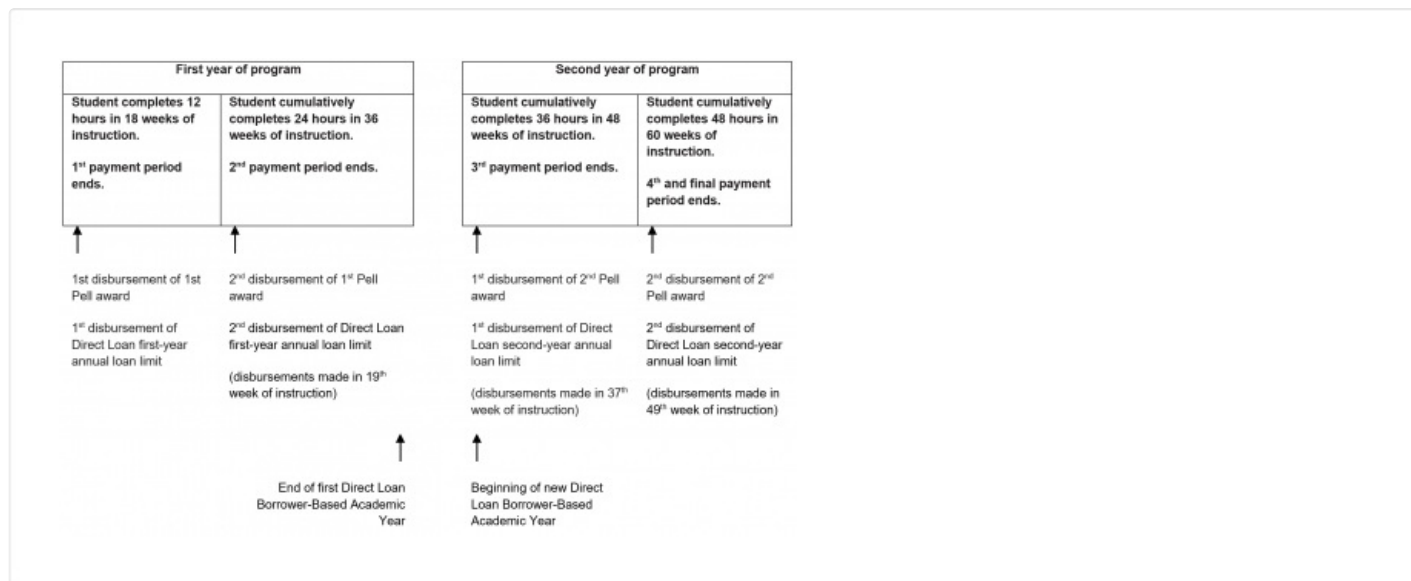 First year of program
Student completes 12
hours in 18 weeks of
instruction.
1st payment period
ends.
Student cumulatively
completes 24 hours in 36
weeks of instruction.
2nd payment period ends.
Second year of program
Student cumulatively
completes 36 hours in 48
weeks of instruction.
3rd payment period ends.
Student cumulatively
completes 48 hours in
60 weeks of
instruction.
4th and final payment
period ends.
1st disbursement of 1st
Pell award
1st disbursement of
Direct Loan first-year
annual loan limit
2nd disbursement of 1st Pell
award
2nd disbursement of Direct Loan
first-year annual loan limit
(disbursements made in 19th
week of instruction)
1st disbursement of 2nd Pell
award
1st disbursement of Direct
Loan second-year annual
loan limit
(disbursements made in 37th
week of instruction)
2nd disbursement of 2nd
Pell award
2nd disbursement of
Direct Loan second-year
annual loan limit
(disbursements made in
49th week of instruction)
End of first Direct Loan
Borrower-Based Academic
Year
Beginning of new Direct
Loan Borrower-Based
Academic Year